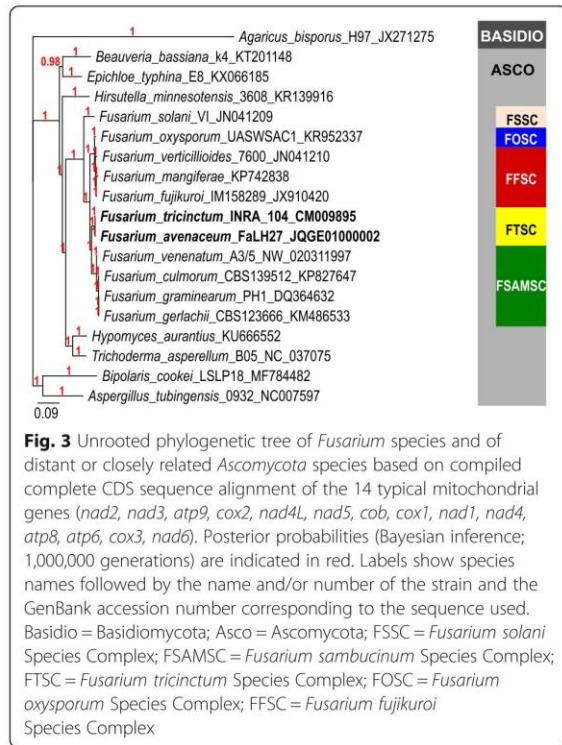 1
Agaricus_bisporus_H97_JX271275
BASIDIO
0.98
1
Beauveria_bassiana_k4_KT201148
ASCO
1
Epichloe_typhina_E8_KX066185
1
Hirsutella_minnesotensis_3608_KR139916
1
Fusarium_solani_VI_JN041209
FSSC
1
Fusarium_oxysporum_UASWSAC1_KR952337
FOSC
Fusarium_verticillioides_7600_JN041210
FFSC
Fusarium_mangiferae_KP742838
Fusarium_fujikuroi_IM158289_JX910420
Fusarium_tricinctum_INRA_104_CM009895
FTSC
Fusarium_avenaceum_FaLH27_JQGE01000002
Fusarium_venenatum_A3/5_NW_020311997
Fusarium_culmorum_CBS139512_KP827647
FSAMSC
Fusarium_graminearum_PH1_DQ364632
Fusarium_gerlachii_CBS123666_KM486533
1
Hypomyces_aurantius_KU666552
1
Trichoderma_asperellum_B05_NC_037075
1
Bipolaris_cookei_LSLP18_MF784482
1
Aspergillus_tubingensis_0932_NC007597
0.09
Fig. 3 Unrooted phylogenetic tree of Fusarium species and of
distant or closely related Ascomycota species based on compiled
complete CDS sequence alignment of the 14 typical mitochondrial
genes (nad2, nad3, atp9, cox2, nad4L, nad5, cob, cox1, nad1, nad4,
atp8, atp6, cox3, nad6). Posterior probabilities (Bayesian inference;
1,000,000 generations) are indicated in red. Labels show species
names followed by the name and/or number of the strain and the
GenBank accession number corresponding to the sequence used.
Basidio = Basidiomycota; Asco = Ascomycota; FSSC = Fusarium solani
Species Complex; FSAMSC = Fusarium sambucinum Species Complex;
FTSC = Fusarium tricinctum Species Complex; FOSC = Fusarium
oxysporum Species Complex; FFSC = Fusarium fujikuroi
Species Complex